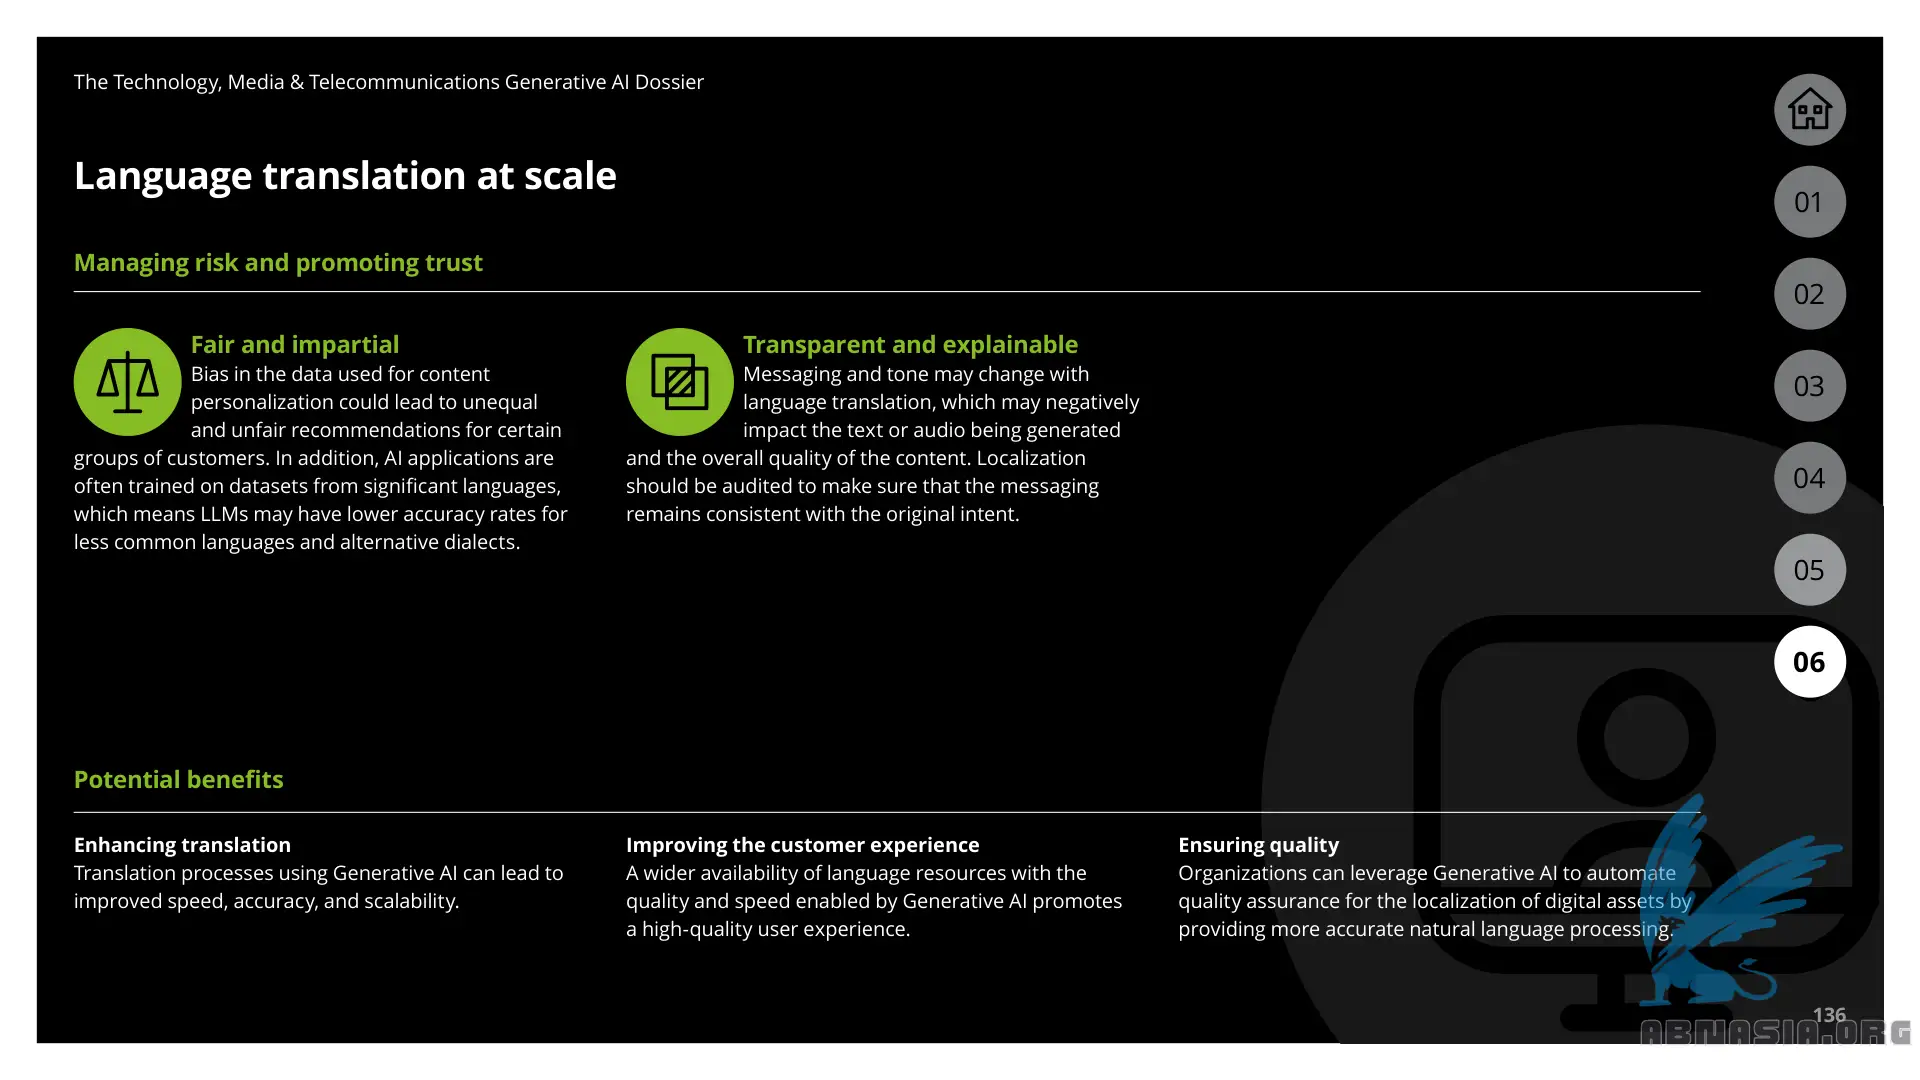 The Technology, Media & Telecommunications Generative AI Dossier
Language translation at scale
Managing risk and promoting trust
Fair and impartial
Bias in the data used for content
personalization could lead to unequal
and unfair recommendations for certain
groups of customers. In addition, AI applications are
often trained on datasets from significant languages,
which means LLMs may have lower accuracy rates for
less common languages and alternative dialects.
Transparent and explainable
Messaging and tone may change with
language translation, which may negatively
impact the text or audio being generated
and the overall quality of the content. Localization
should be audited to make sure that the messaging
remains consistent with the original intent.
Potential benefits
Enhancing translation
Translation processes using Generative AI can lead to
improved speed, accuracy, and scalability.
Improving the customer experience
A wider availability of language resources with the
quality and speed enabled by Generative AI promotes
a high-quality user experience.
Ensuring quality
Organizations can leverage Generative AI to automate
quality assurance for the localization of digital assets by
providing more accurate natural language processing.
01
02
03
04
05
06
136
ABMASIA.ORG